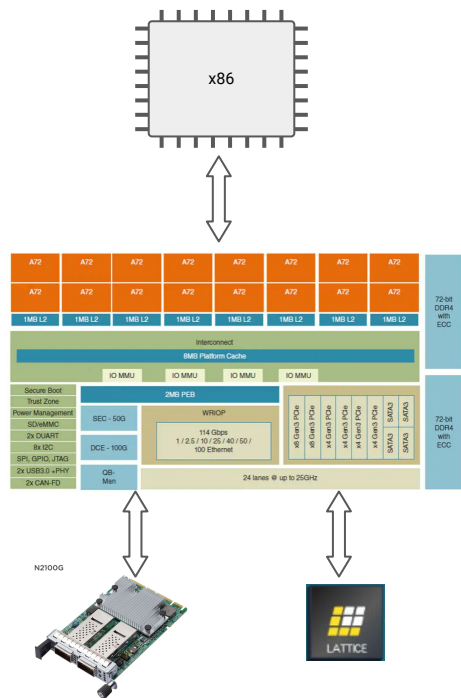 x86
A72 A72 A72 A72 A72 A72 A72 A72
A72 A72 A72 A72 A72 A72 A72 A72
1MB L2 1MB L2 1MB L2 1MB L2 1MB L2 1MB L2 1MB L2 1MB L2
72-bit
DDR4
with
ECC
Interconnect
8MB Platform Cache
IO MMU IO MMU IO MMU IO MMU
Secure Boot
Trust Zone
Power Management
SD/eMMC
2x DUART
8x I2C
SPI, GPIO, JTAG
2x USB3.0 +PHY
2x CAN-FD
2MB PEB
SEC - 50G
DCE - 100G
QB-
Man
WRIOP
114 Gbps
1 / 2.5 / 10 / 25 / 40 / 50 /
100 Ethernet
x8 Gen3 PCIe
x8 Gen3 PCIe
x4 Gen3 PCIe
x4 Gen3 PCIe
x4 Gen3 PCIe
x4 Gen3 PCIe
SATA3 SATA3
SATA3 SATA3
24 lanes @ up to 25GHz
72-bit
DDR4
with
ECC
N2100G
LATTICE